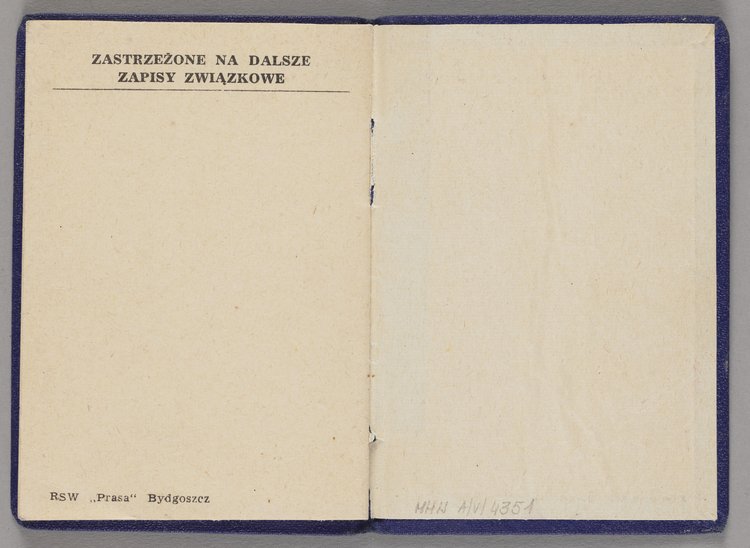 ZASTRZEŻONE NA DALSZE
ZAPISY ZWIĄZKOWE
RSW „Prasa“ Bydgoszcz
MHW A/V/4351